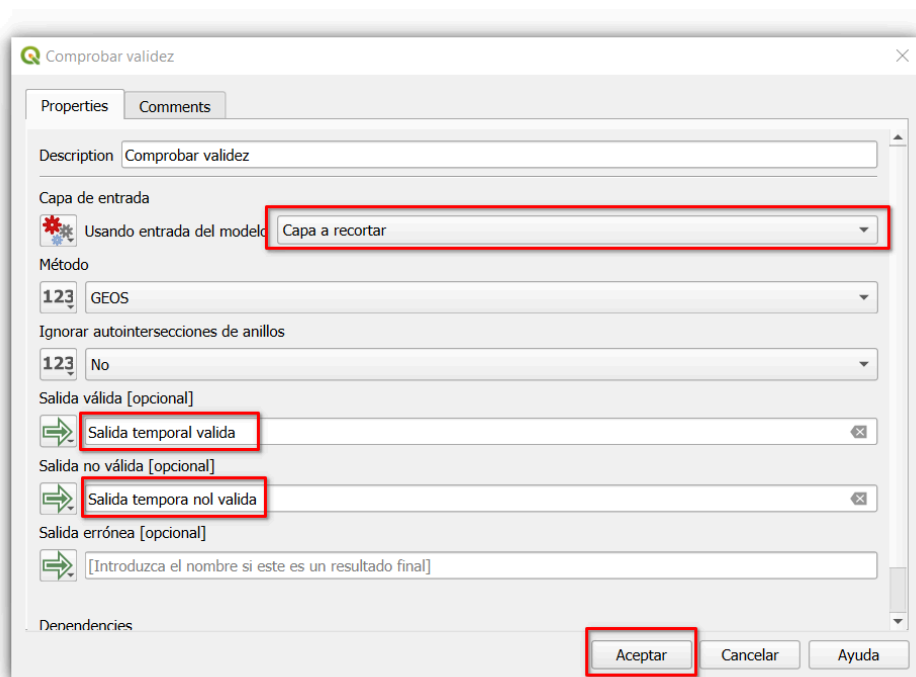 Comprobar validez
Properties Comments
Description Comprobar validez
Capa de entrada
Usando entrada del modelo Capa a recortar
Método
123 GEOS
Ignorar autointersecciones de anillos
123 No
Salida válida [opcional]
Salida temporal valida
Salida no válida [opcional]
Salida tempora nol valida
Salida errónea [opcional]
[Introduzca el nombre si este es un resultado final]
Dependencies
Aceptar Cancelar Ayuda